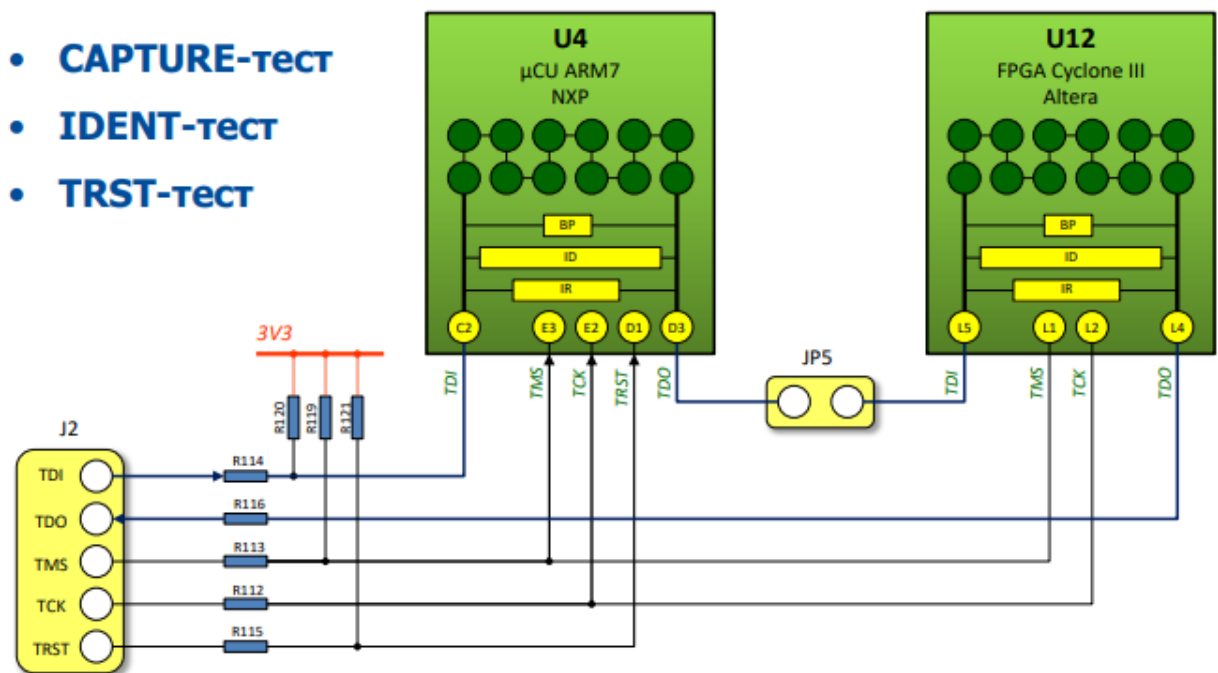 • CAPTURE-тест
• IDENT-тест
• TRST-тест
U4
µCU ARM7
NXP
BP
ID
IR
C2
E3
E2
D1
D3
TDI
TMS
TCK
TRST
TDO
U12
FPGA Cyclone III
Altera
BP
ID
IR
L5
L1
L2
L4
TDI
TMS
TCK
TDO
JP5
3V3
R120
R119
R121
J2
TDI
R114
TDO
R116
TMS
R113
TCK
R112
TRST
R115